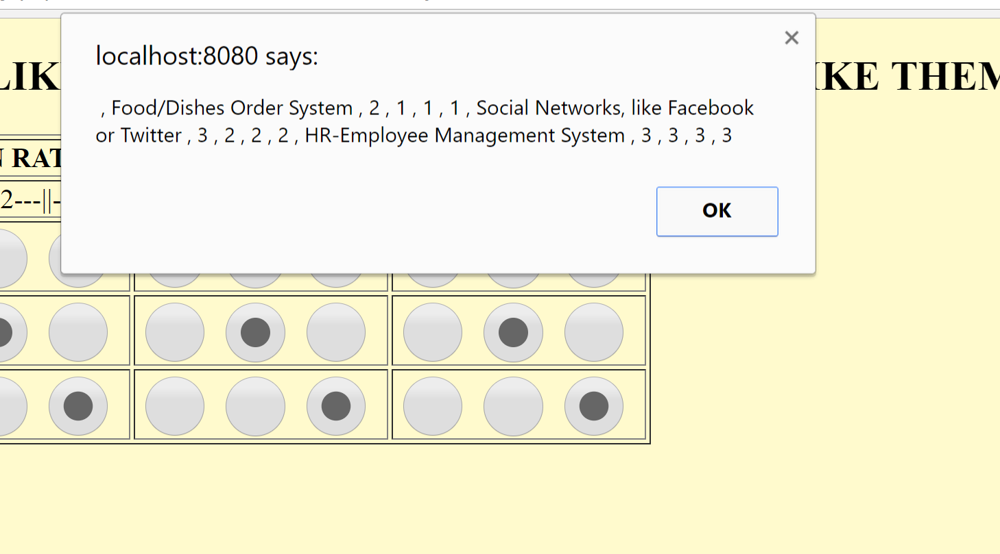 localhost:8080 says:
, Food/Dishes Order System , 2 , 1 , 1 , 1 , Social Networks, like Facebook
or Twitter , 3 , 2 , 2 , 2 , HR-Employee Management System , 3 , 3 , 3 , 3
OK
LIK IKE THEM
N RAT
2---||-